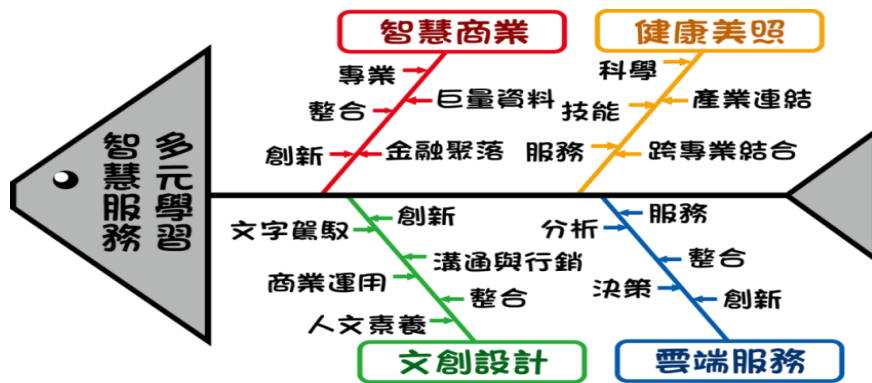 智慧商業
健康美照
專業
科學
整合
巨量資料
技能
產業連結
創新
金融聚落
服務
跨專業結合
多元學習
智慧服務
文字駕馭
創新
分析
服務
溝通與行銷
整合
商業運用
決策
整合
創新
人文素養
文創設計
雲端服務